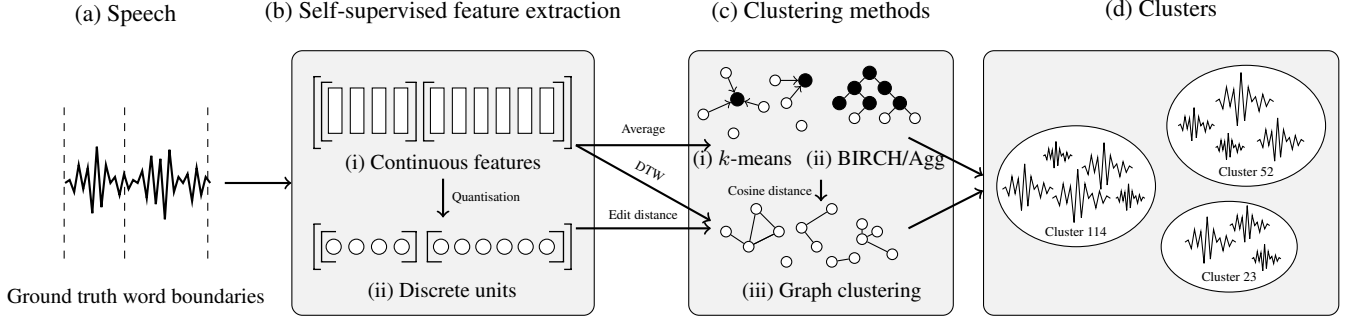 (a) Speech
(b) Self-supervised feature extraction
(c) Clustering methods
(d) Clusters
Ground truth word boundaries
(i) Continuous features
Quantisation
(ii) Discrete units
Average
DTW
Edit distance
(i) k-means
(ii) BIRCH/Agg
Cosine distance
(iii) Graph clustering
Cluster 52
Cluster 114
Cluster 23